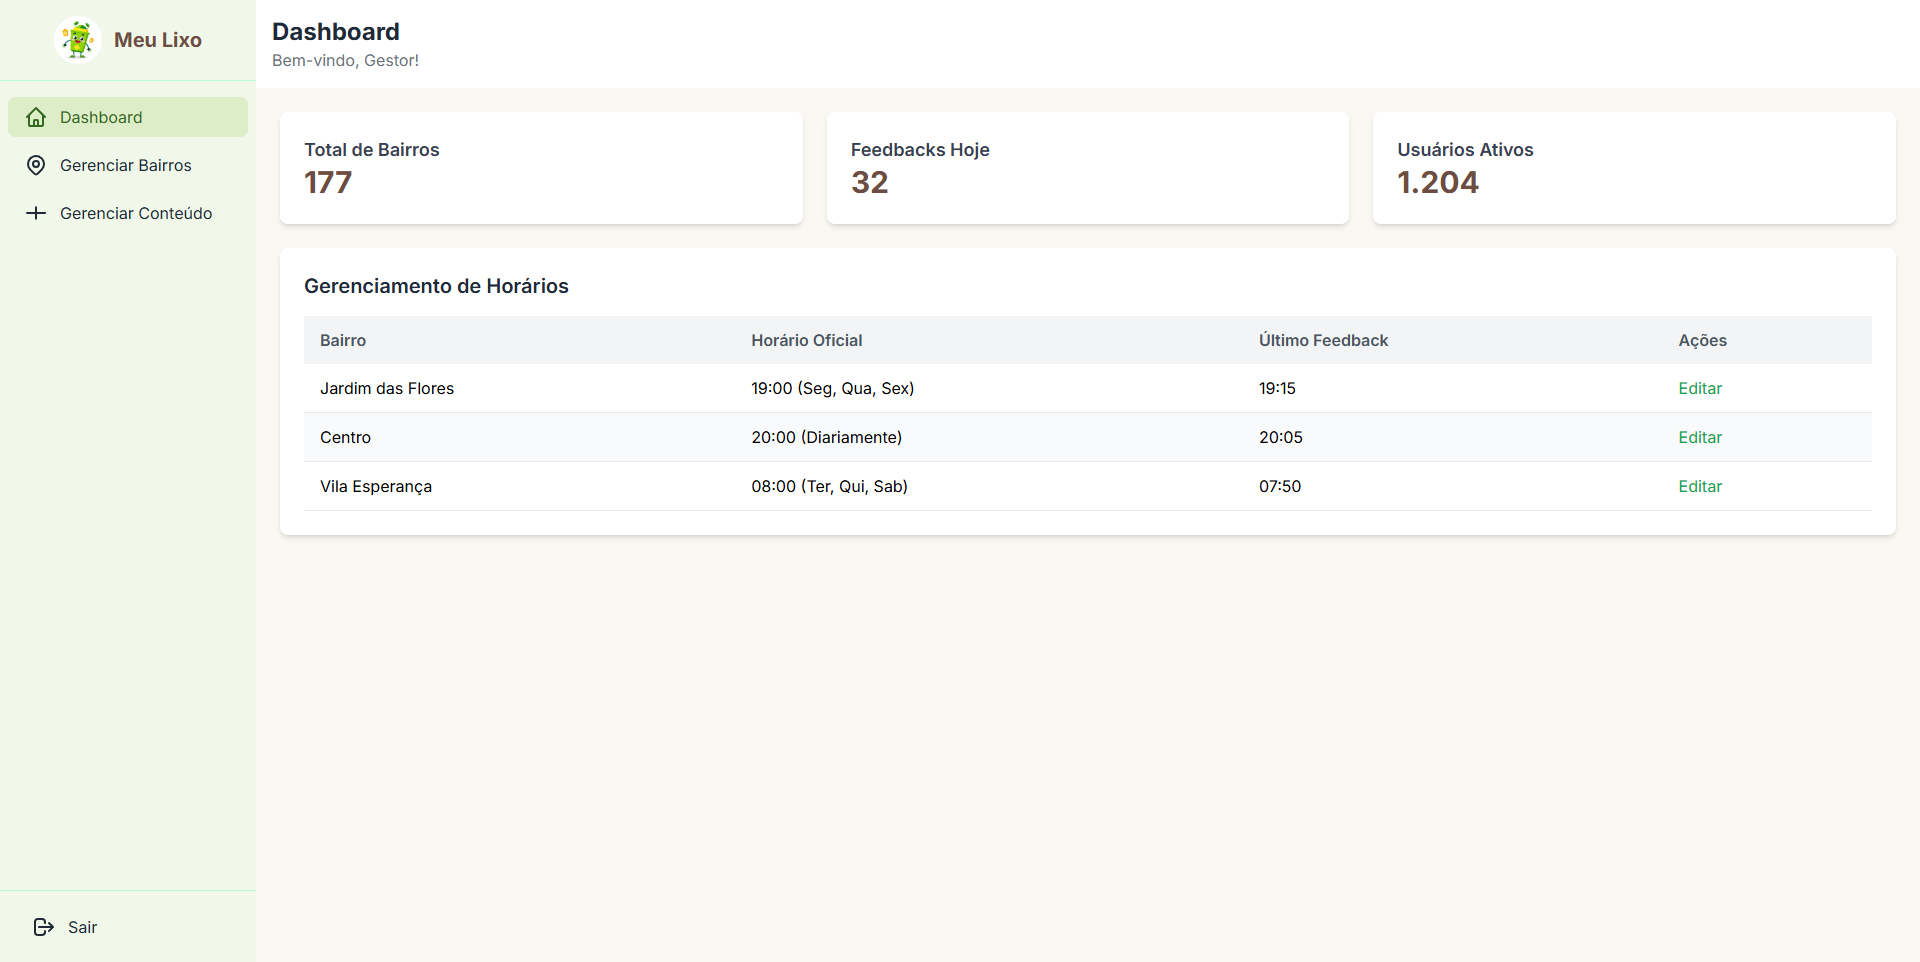 Meu Lixo
Dashboard
Gerenciar Bairros
Gerenciar Conteúdo
Sair
Dashboard
Bem-vindo, Gestor!
Total de Bairros
177
Feedbacks Hoje
32
Usuários Ativos
1.204
Gerenciamento de Horários
Bairro Horário Oficial Último Feedback Ações
Jardim das Flores 19:00 (Seg, Qua, Sex) 19:15 Editar
Centro 20:00 (Diariamente) 20:05 Editar
Vila Esperança 08:00 (Ter, Qui, Sab) 07:50 Editar